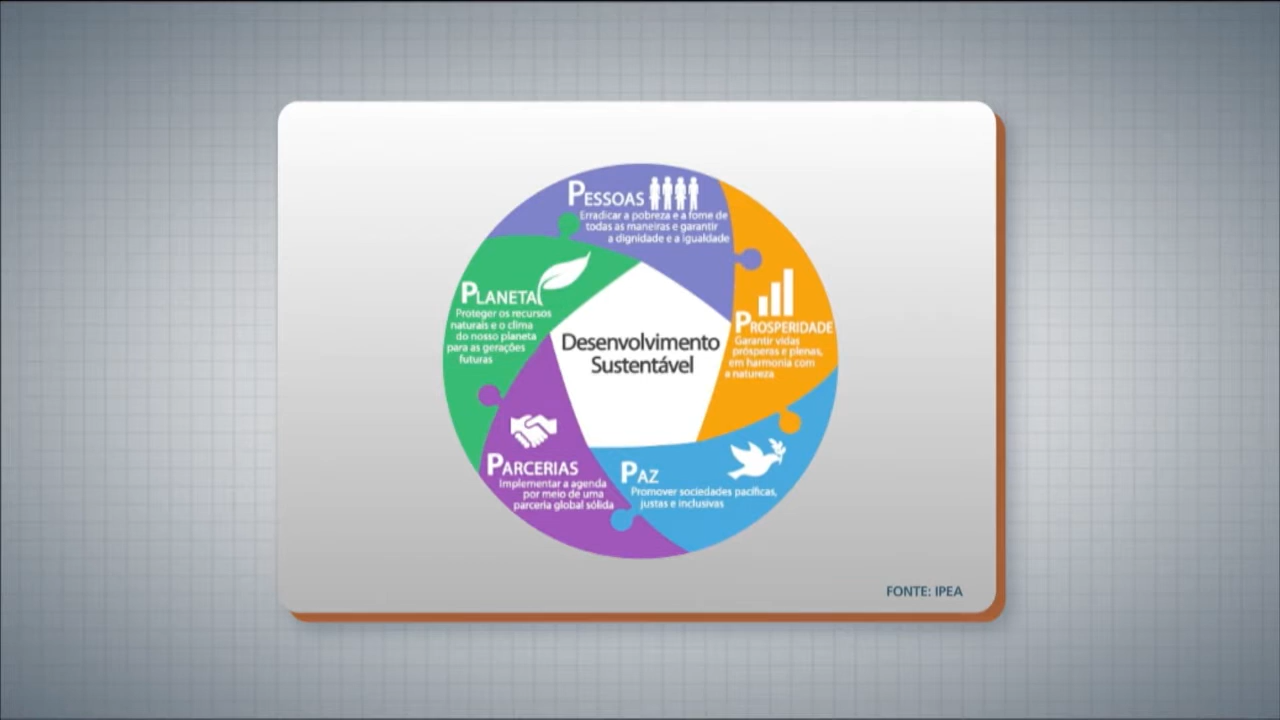 PESSOAS
Erradicar a pobreza e a fome de
todas as maneiras e garantir
a dignidade e a igualdade
PLANETA
Proteger os recursos
naturais e o clima
do nosso planeta
para as gerações
futuras
PROSPERIDADE
Garantir vidas
prósperas e plenas,
em harmonia com
a natureza
Desenvolvimento
Sustentável
PARCERIAS
Implementar a agenda
por meio de uma
parceria global sólida
PAZ
Promover sociedades pacíficas,
justas e inclusivas
FONTE: IPEA